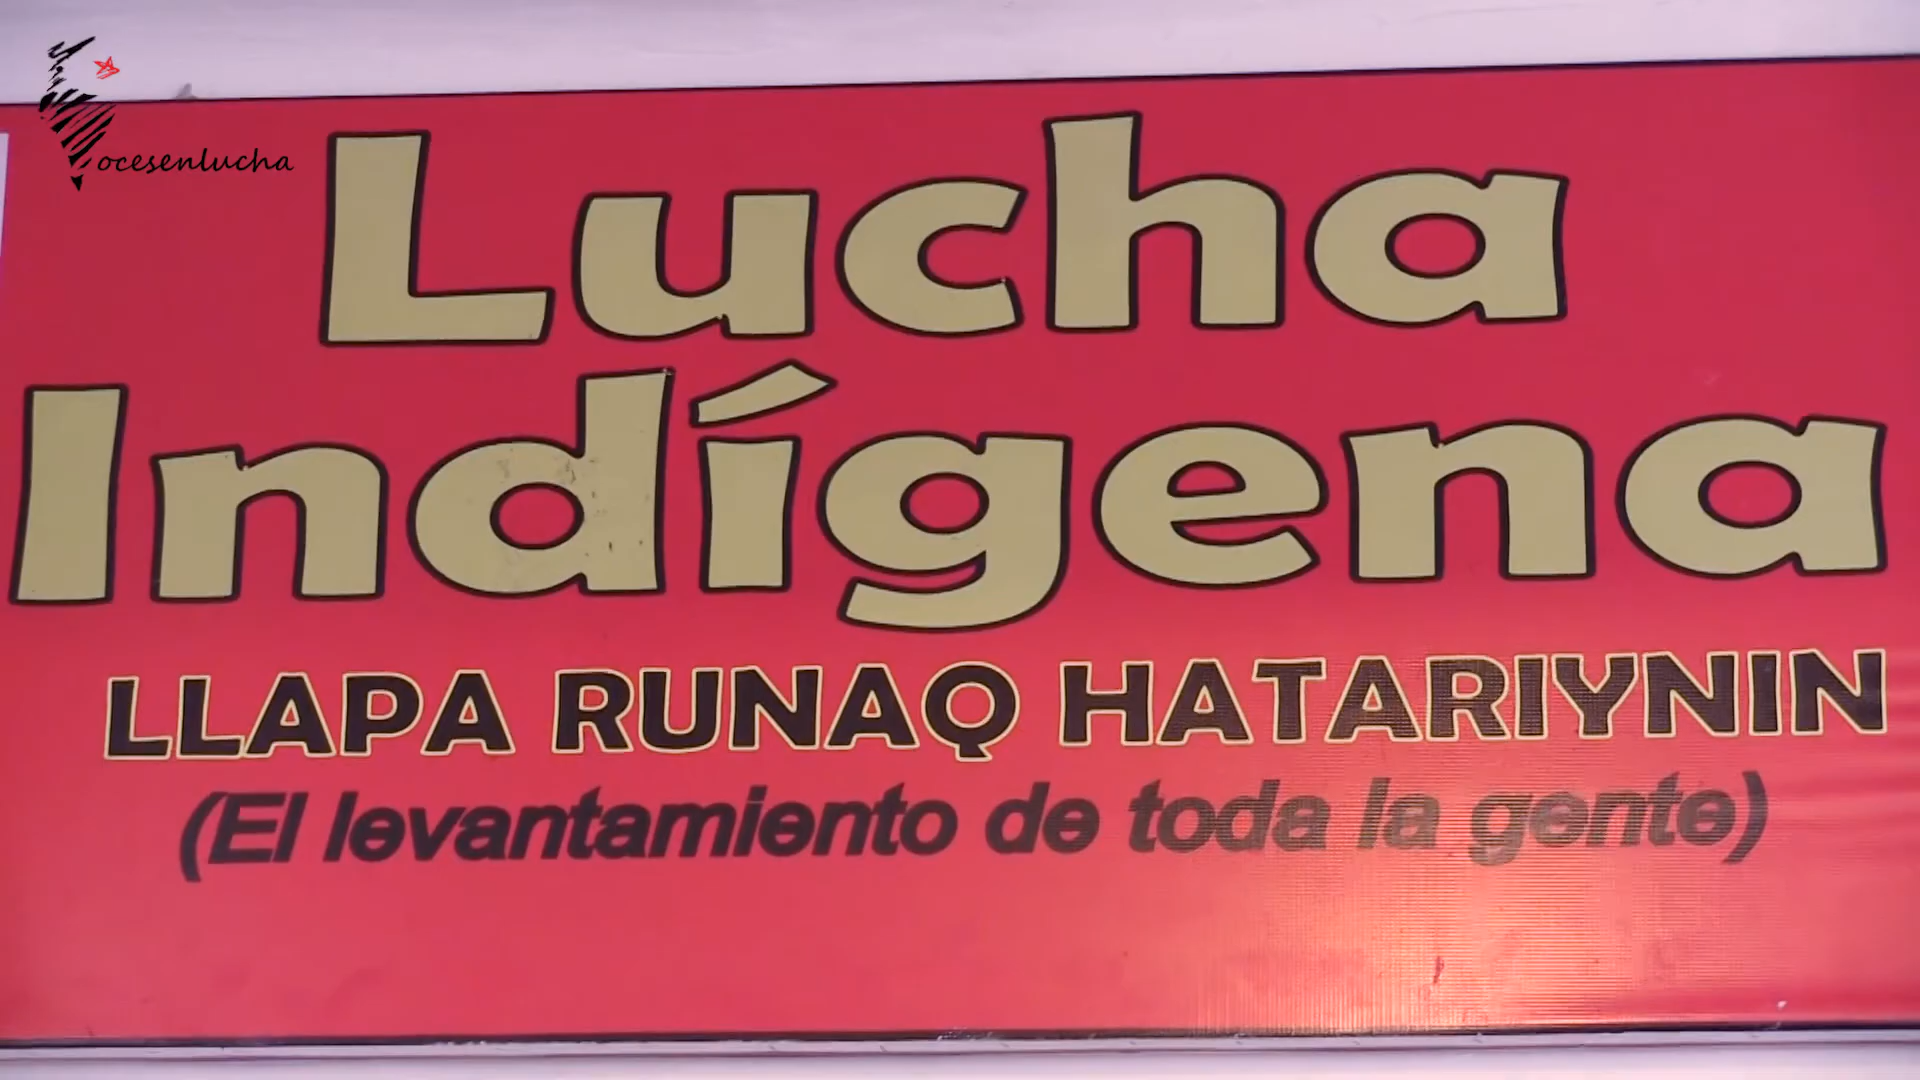 Vocesenlucha
Lucha
Indígena
LLAPA RUNAQ HATARIYNIN
(El levantamiento de toda la gente)